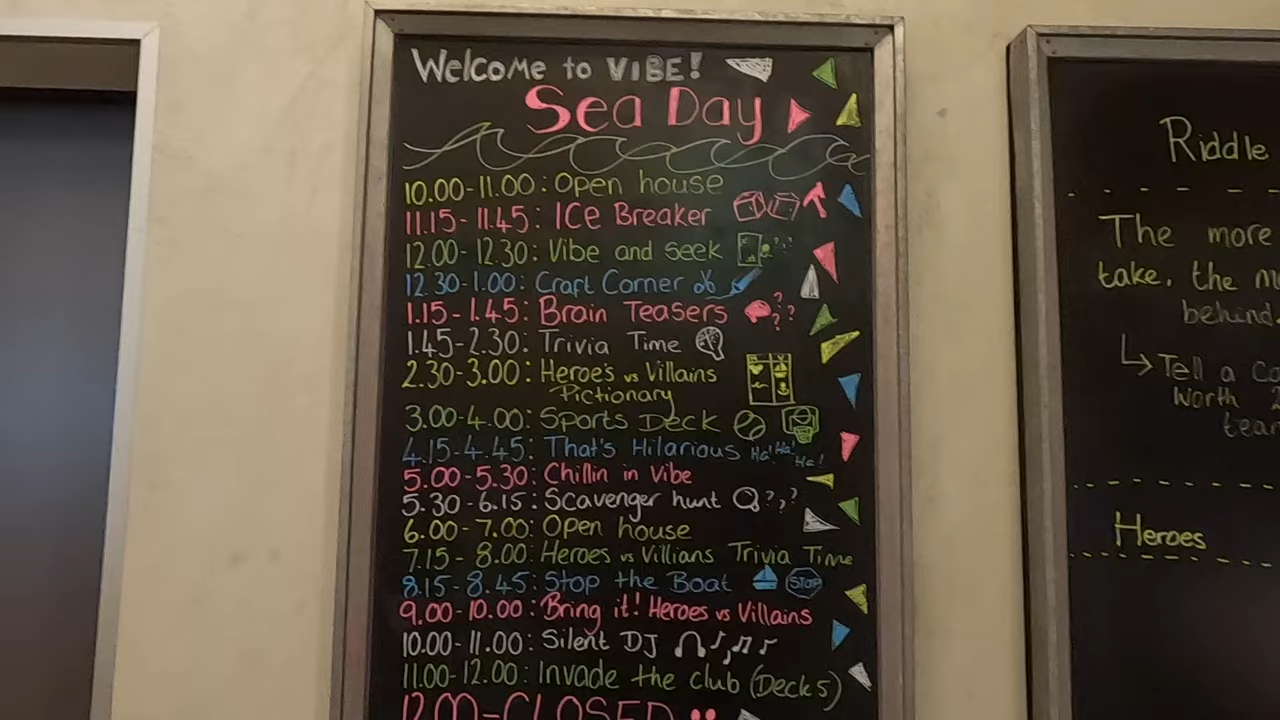 Welcome to VIBE!
Sea Day
10.00-11.00: Open house
11.15-11.45: ICe Breaker
12.00-12.30: Vibe and seek
12.30-1.00: Craft Corner
1.15-1.45: Brain Teasers
1.45-2.30: Trivia Time
2.30-3.00: Heroe's vs Villains
Pictionary
3.00-4.00: Sports Deck
4.15-4.45: That's Hilarious Ha! Ha! Ha!
5.00-5.30: Chillin in Vibe
5.30-6.15: Scavenger hunt
6.00-7.00: Open house
7.15-8.00: Heroes vs Villians Trivia Time
8.15-8.45: Stop the Boat STOP
9.00-10.00: Bring it! Heroes vs Villains
10.00-11.00: Silent DJ
11.00-12.00: Invade the club (Deck 5)
12.00-CLOSED
Riddle
The more
take, the
behind
Tell a
worth
Heroes